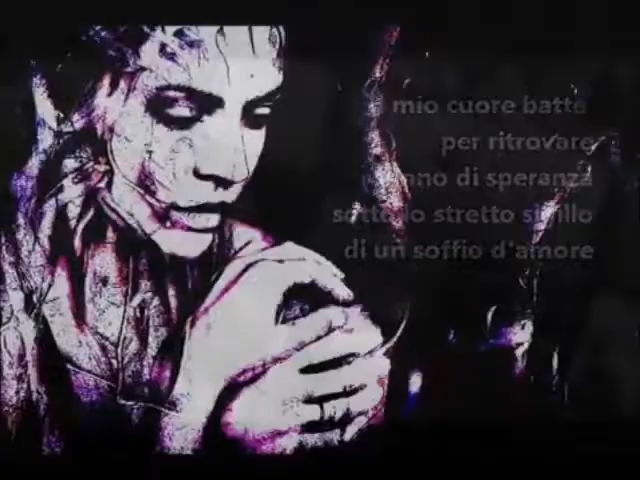 mio cuore batte
per ritrovare
di speranza
sotto lo stretto sigillo
di un soffio d'amore